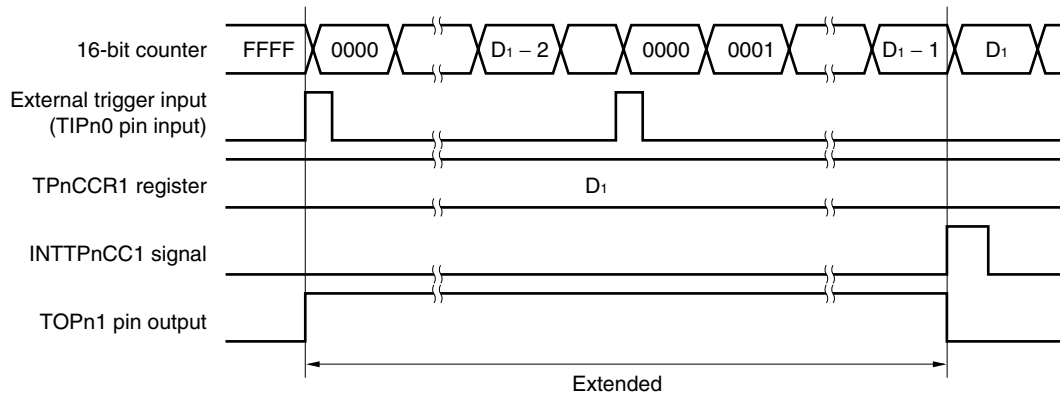 16-bit counter FFFF 0000 D1 − 2 0000 0001 D1 − 1 D1
External trigger input
(TIPn0 pin input)
TPnCCR1 register D1
INTTPnCC1 signal
TOPn1 pin output
Extended